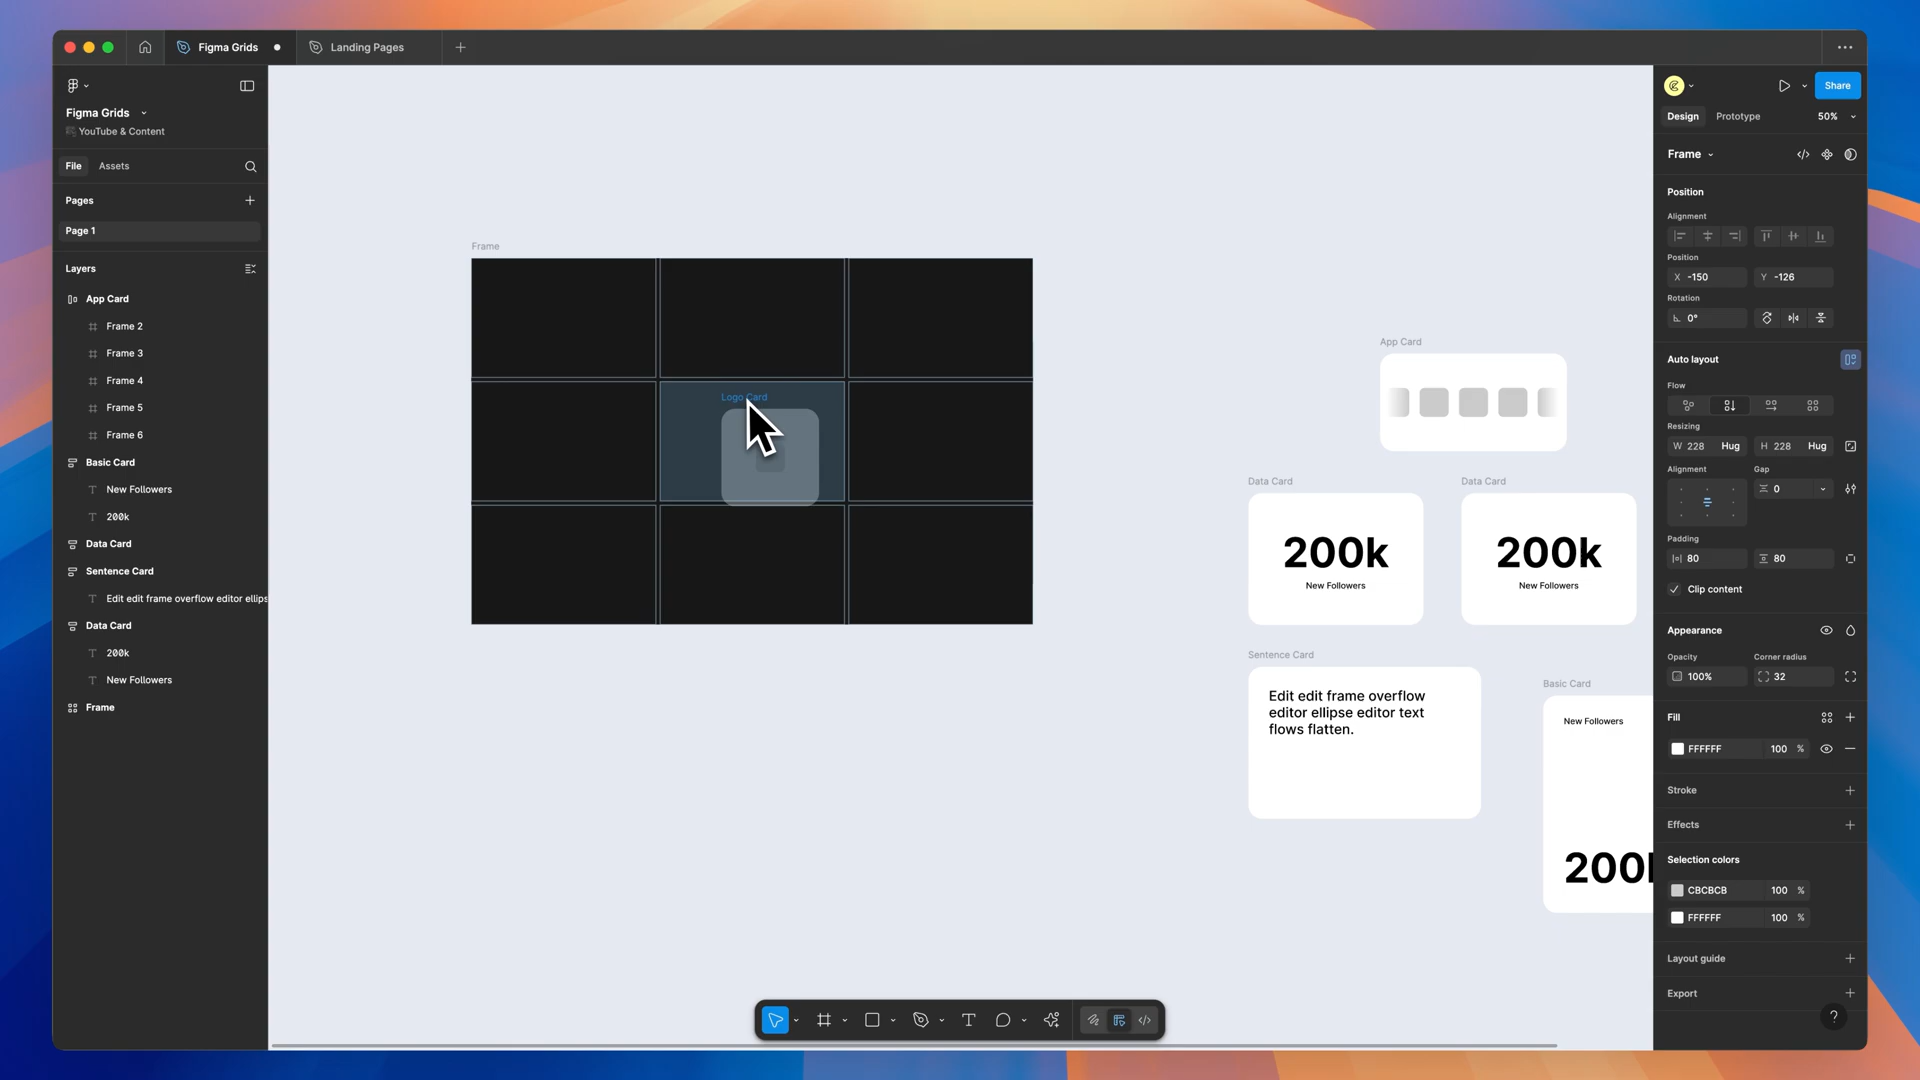 Figma Grids
Landing Pages
Figma Grids
YouTube & Content
File
Assets
Pages
Page 1
Layers
App Card
Frame 2
Frame 3
Frame 4
Frame 5
Frame 6
Basic Card
New Followers
200k
Data Card
Sentence Card
Edit edit frame overflow editor ellips
Data Card
200k
New Followers
Frame
Frame
Logo Card
App Card
Data Card
200k
New Followers
Data Card
200k
New Followers
Sentence Card
Edit edit frame overflow
editor ellipse editor text
flows flatten.
Basic Card
New Followers
200k
Share
Design
Prototype
50%
Frame
Position
Alignment
Position
X -150
Y -126
Rotation
0°
Auto layout
Flow
Resizing
W 228 Hug
H 228 Hug
Alignment
Gap
0
Padding
80
80
Clip content
Appearance
Opacity
Corner radius
100%
32
Fill
FFFFFF 100 %
Stroke
Effects
Selection colors
CBCBCB 100 %
FFFFFF 100 %
Layout guide
Export
?